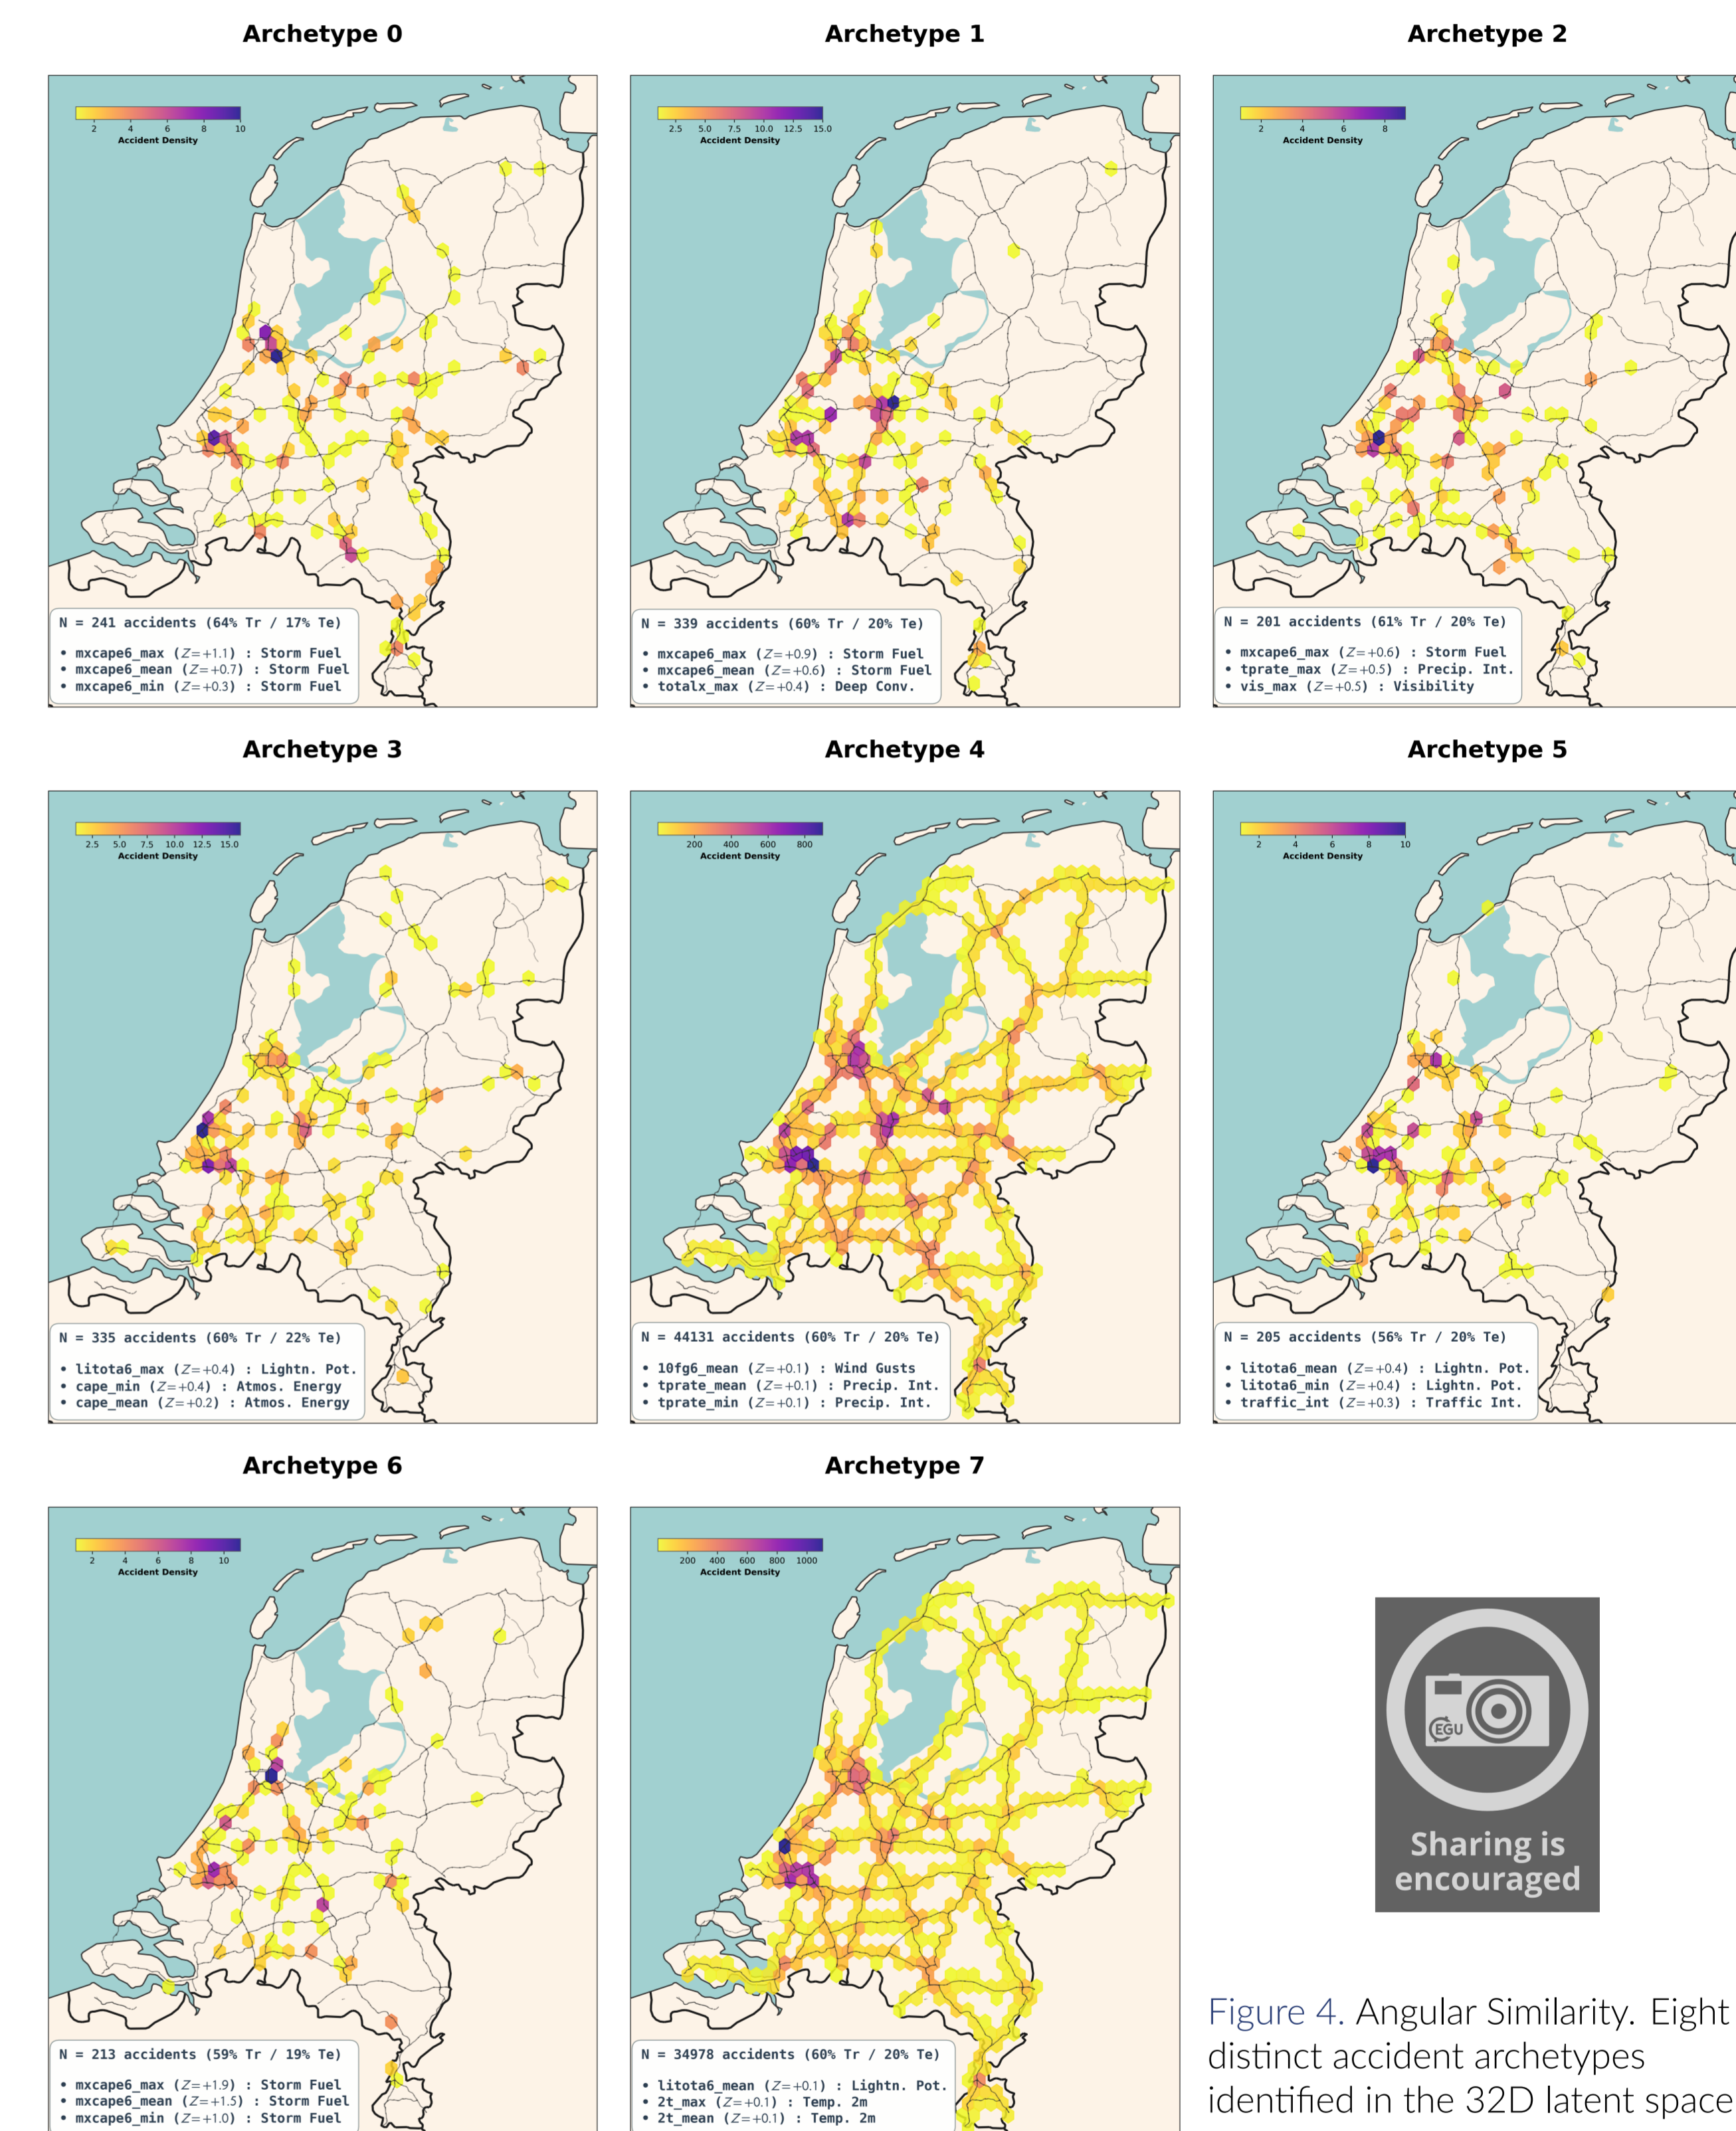 Archetype 0
Archetype 1
Archetype 2
2 4 6 8 10
Accident Density
2.5 5.0 7.5 10.0 12.5 15.0
Accident Density
2 4 6 8
Accident Density
N = 241 accidents (64% Tr / 17% Te)
• mxcape6_max (Z=+1.1) : Storm Fuel
• mxcape6_mean (Z=+0.7) : Storm Fuel
• mxcape6_min (Z=+0.3) : Storm Fuel
N = 339 accidents (60% Tr / 20% Te)
• mxcape6_max (Z=+0.9) : Storm Fuel
• mxcape6_mean (Z=+0.6) : Storm Fuel
• totalx_max (Z=+0.4) : Deep Conv.
N = 201 accidents (61% Tr / 20% Te)
• mxcape6_max (Z=+0.6) : Storm Fuel
• tprate_max (Z=+0.5) : Precip. Int.
• vis_max (Z=+0.5) : Visibility
Archetype 3
Archetype 4
Archetype 5
2.5 5.0 7.5 10.0 12.5 15.0
Accident Density
200 400 600 800
Accident Density
2 4 6 8 10
Accident Density
N = 335 accidents (60% Tr / 22% Te)
• litota6_max (Z=+0.4) : Lightn. Pot.
• cape_min (Z=+0.4) : Atmos. Energy
• cape_mean (Z=+0.2) : Atmos. Energy
N = 44131 accidents (60% Tr / 20% Te)
• 10fg6_mean (Z=+0.1) : Wind Gusts
• tprate_mean (Z=+0.1) : Precip. Int.
• tprate_min (Z=+0.1) : Precip. Int.
N = 205 accidents (56% Tr / 20% Te)
• litota6_mean (Z=+0.4) : Lightn. Pot.
• litota6_min (Z=+0.4) : Lightn. Pot.
• traffic_int (Z=+0.3) : Traffic Int.
Archetype 6
Archetype 7
2 4 6 8 10
Accident Density
200 400 600 800 1000
Accident Density
N = 213 accidents (59% Tr / 19% Te)
• mxcape6_max (Z=+1.9) : Storm Fuel
• mxcape6_mean (Z=+1.5) : Storm Fuel
• mxcape6_min (Z=+1.0) : Storm Fuel
N = 34978 accidents (60% Tr / 20% Te)
• litota6_mean (Z=+0.1) : Lightn. Pot.
• 2t_max (Z=+0.1) : Temp. 2m
• 2t_mean (Z=+0.1) : Temp. 2m
EGU
Sharing is
encouraged
Figure 4. Angular Similarity. Eight
distinct accident archetypes
identified in the 32D latent space